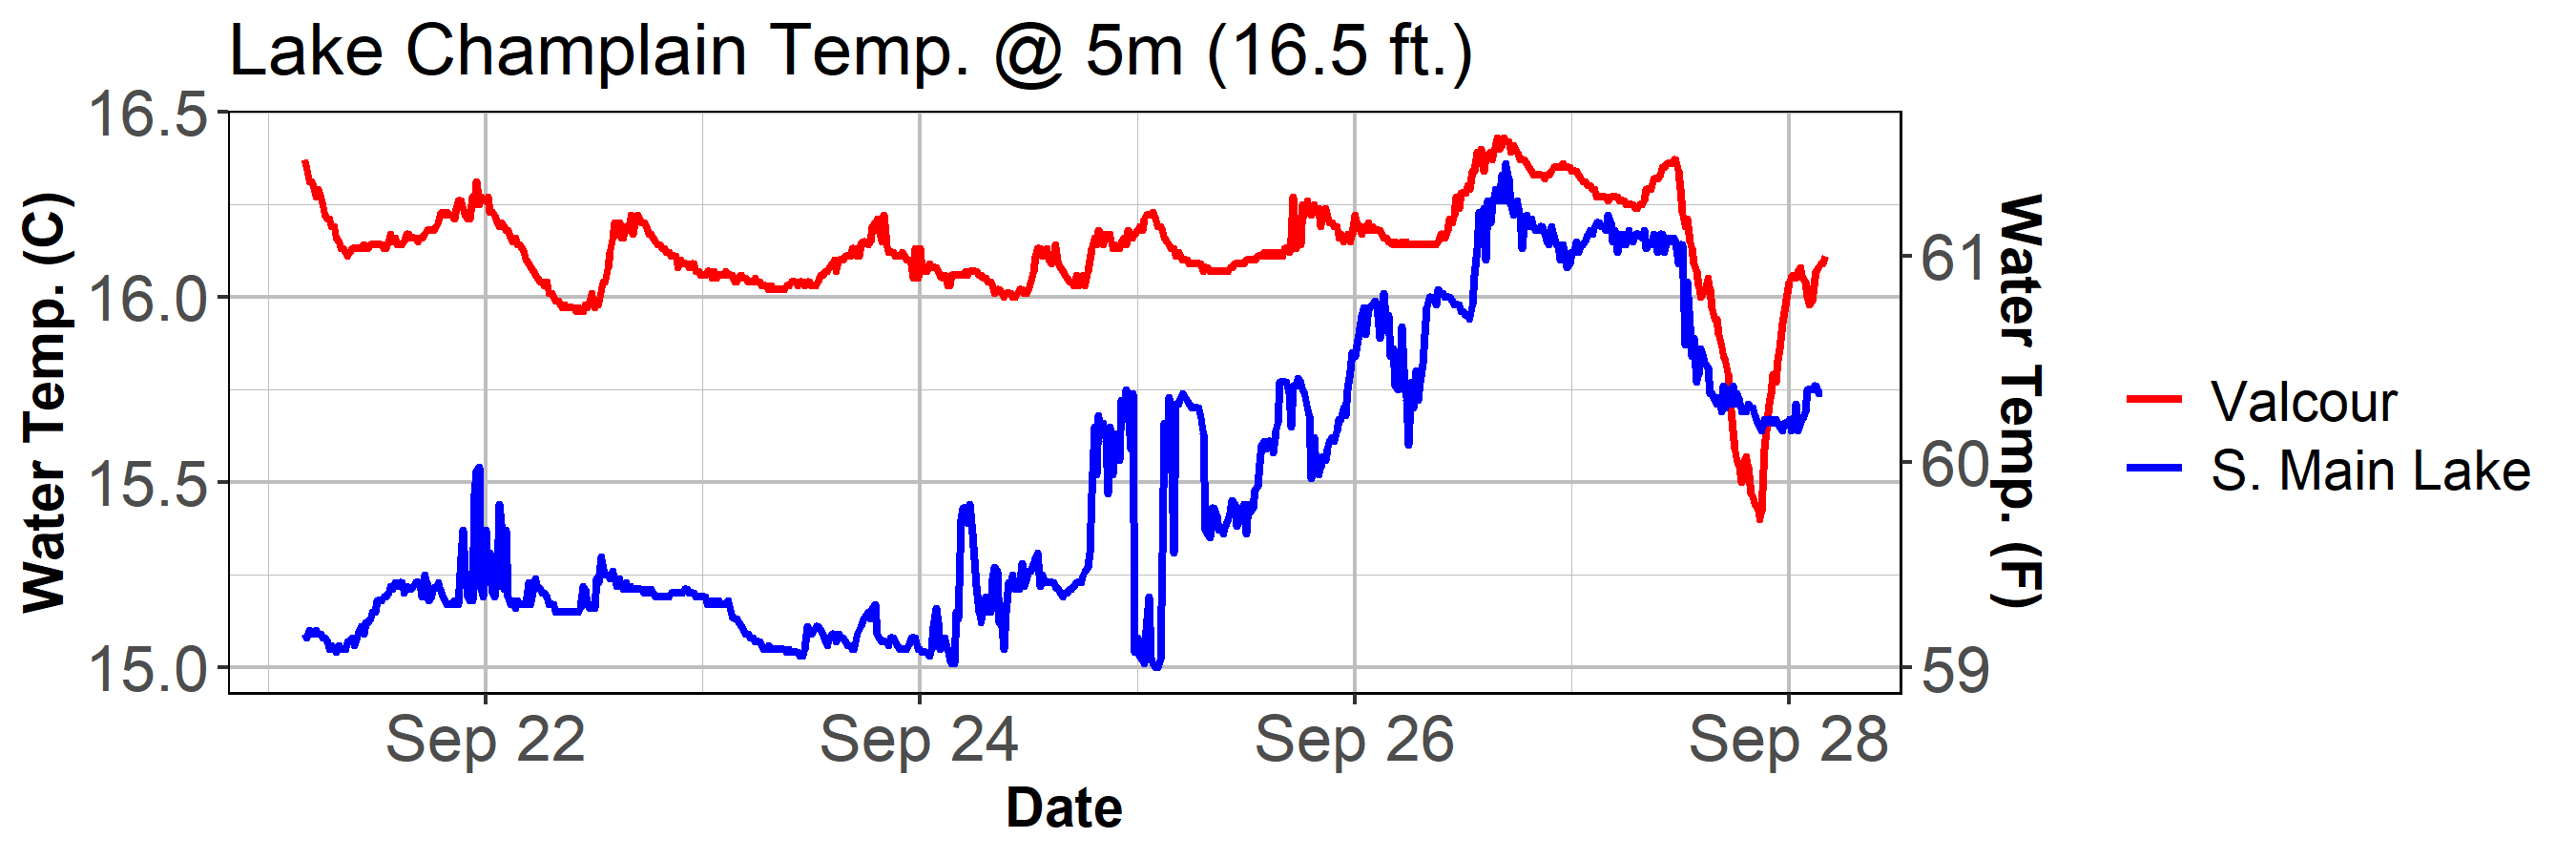 Lake Champlain Temp. @ 5m (16.5 ft.)
Water Temp. (C)
16.5
16.0
15.5
15.0
61
60
59
Water Temp. (F)
Sep 22
Sep 24
Sep 26
Sep 28
Date
Valcour
S. Main Lake